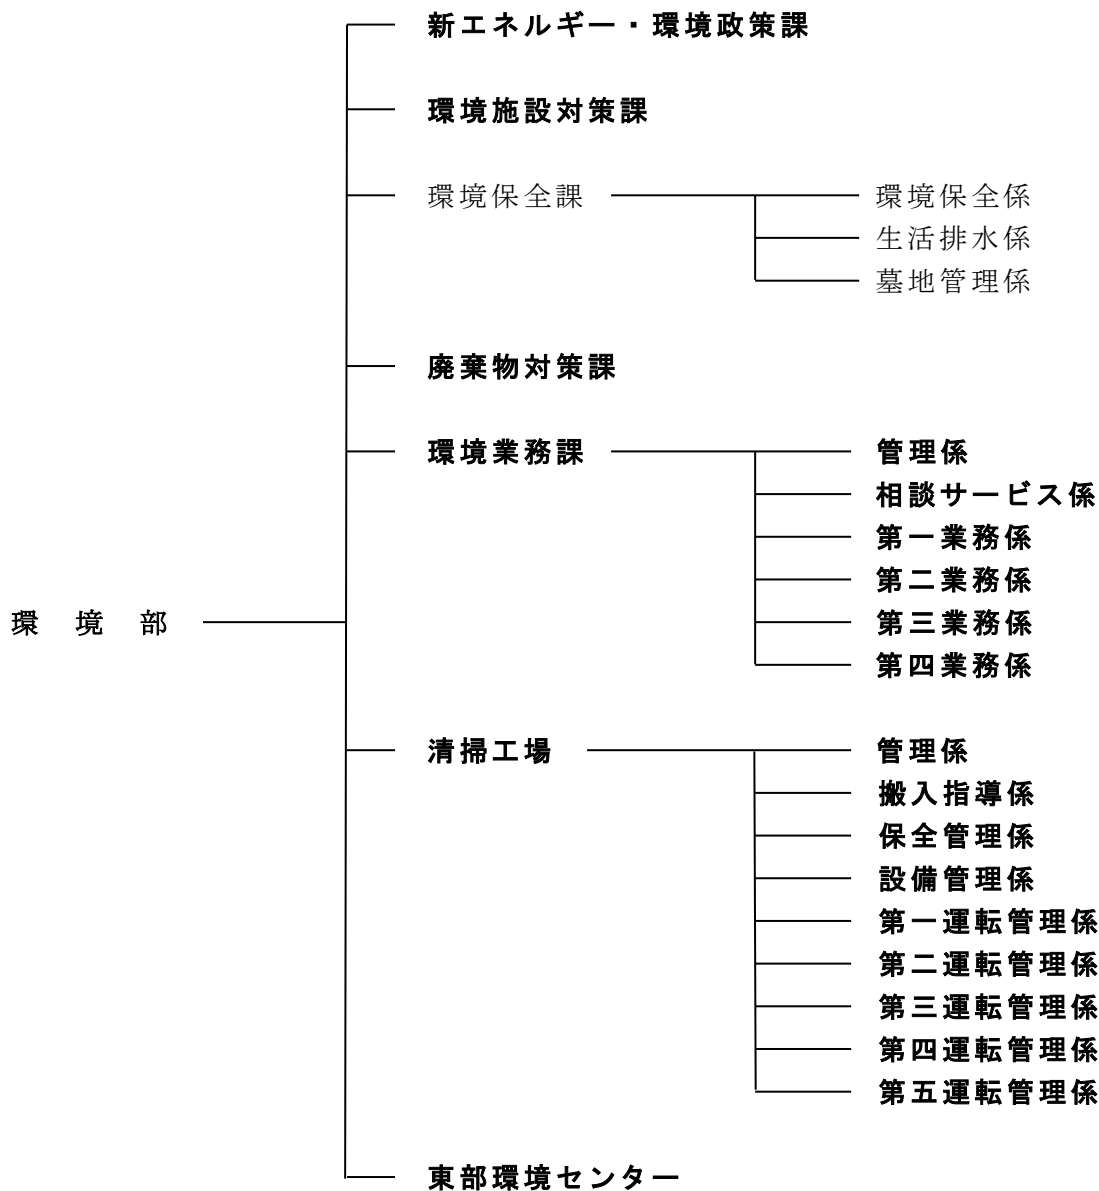 新エネルギー・環境政策課
環境施設対策課
環境保全課 環境保全係
生活排水係
墓地管理係
廃棄物対策課
環境業務課 管理係
相談サービス係
第一業務係
第二業務係
環 境 部 第三業務係
第四業務係
清掃工場 管理係
搬入指導係
保全管理係
設備管理係
第一運転管理係
第二運転管理係
第三運転管理係
第四運転管理係
第五運転管理係
東部環境センター